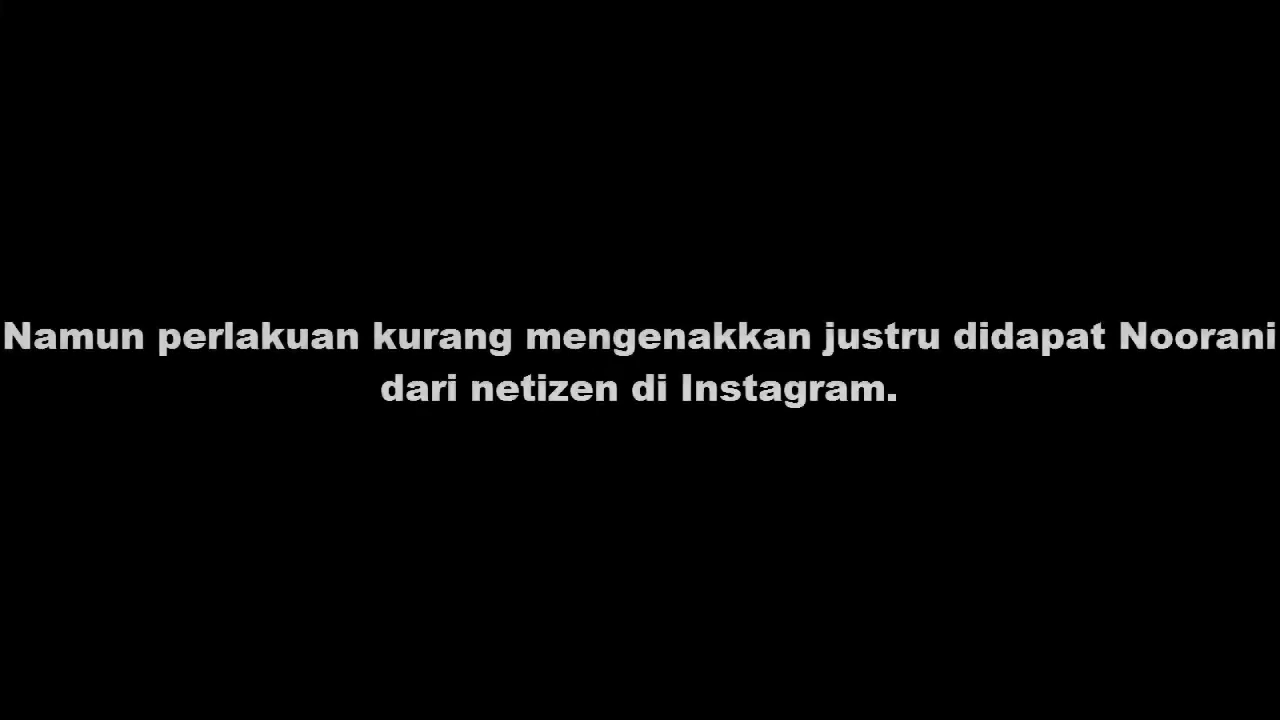 Namun perlakuan kurang mengenakkan justru didapat Noorani
dari netizen di Instagram.